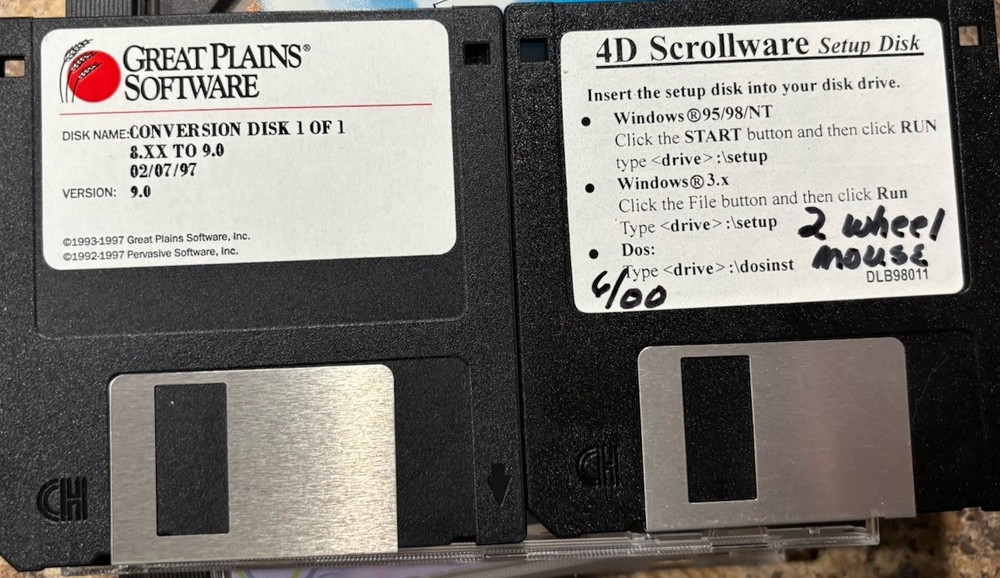 GREAT PLAINS®
SOFTWARE
DISK NAME: CONVERSION DISK 1 OF 1
8.XX TO 9.0
02/07/97
VERSION: 9.0
©1993-1997 Great Plains Software, Inc.
©1992-1997 Pervasive Software, Inc.
HD
4D Scrollware Setup Disk
Insert the setup disk into your disk drive.
• Windows®95/98/NT
Click the START button and then click RUN
type <drive>:\setup
• Windows®3.x
Click the File button and then click Run
Type <drive>:\setup
• Dos:
Type <drive>:\dosinst
2 wheel
mouse
DLB98011
6/00
HD